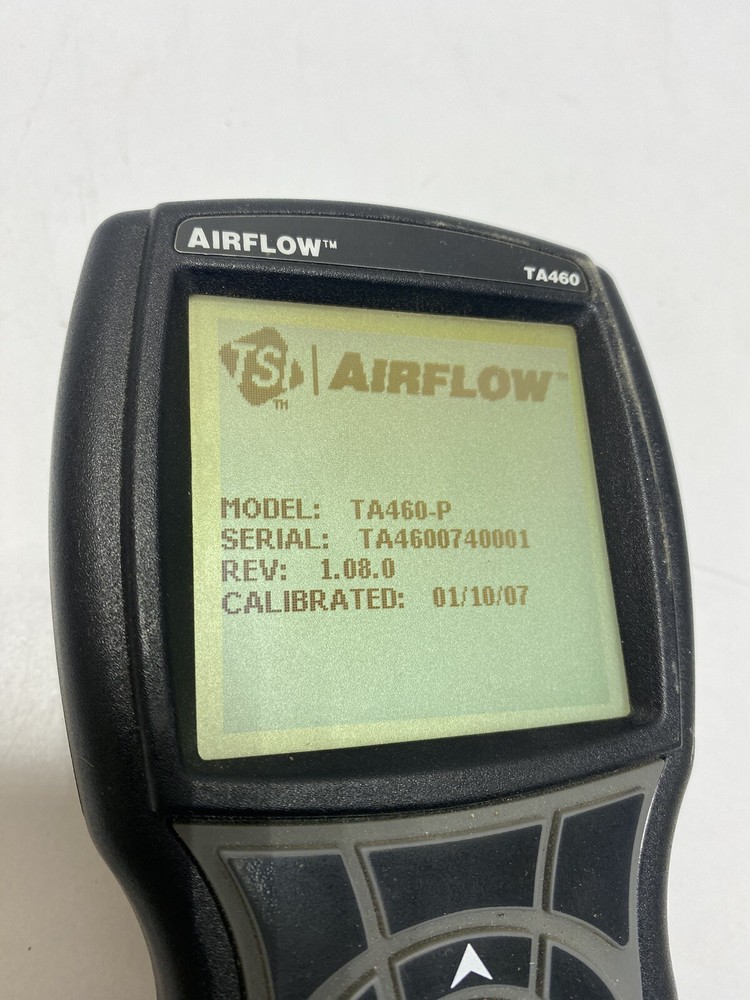 AIRFLOW™
TA460
TSI AIRFLOW™
MODEL: TA460-P
SERIAL: TA4600740001
REV: 1.08.0
CALIBRATED: 01/10/07